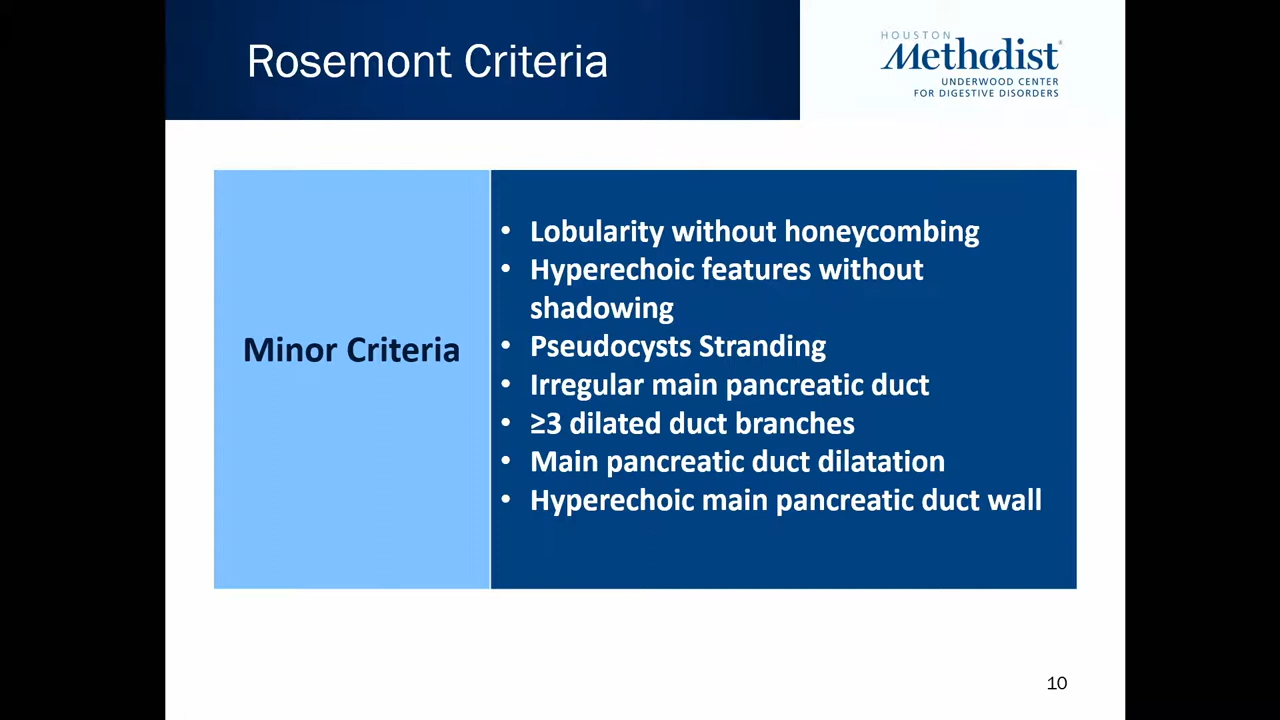 Rosemont Criteria
HOUSTON
Methodist®
UNDERWOOD CENTER
FOR DIGESTIVE DISORDERS
Minor Criteria
• Lobularity without honeycombing
• Hyperechoic features without
shadowing
• Pseudocysts Stranding
• Irregular main pancreatic duct
• ≥3 dilated duct branches
• Main pancreatic duct dilatation
• Hyperechoic main pancreatic duct wall
10